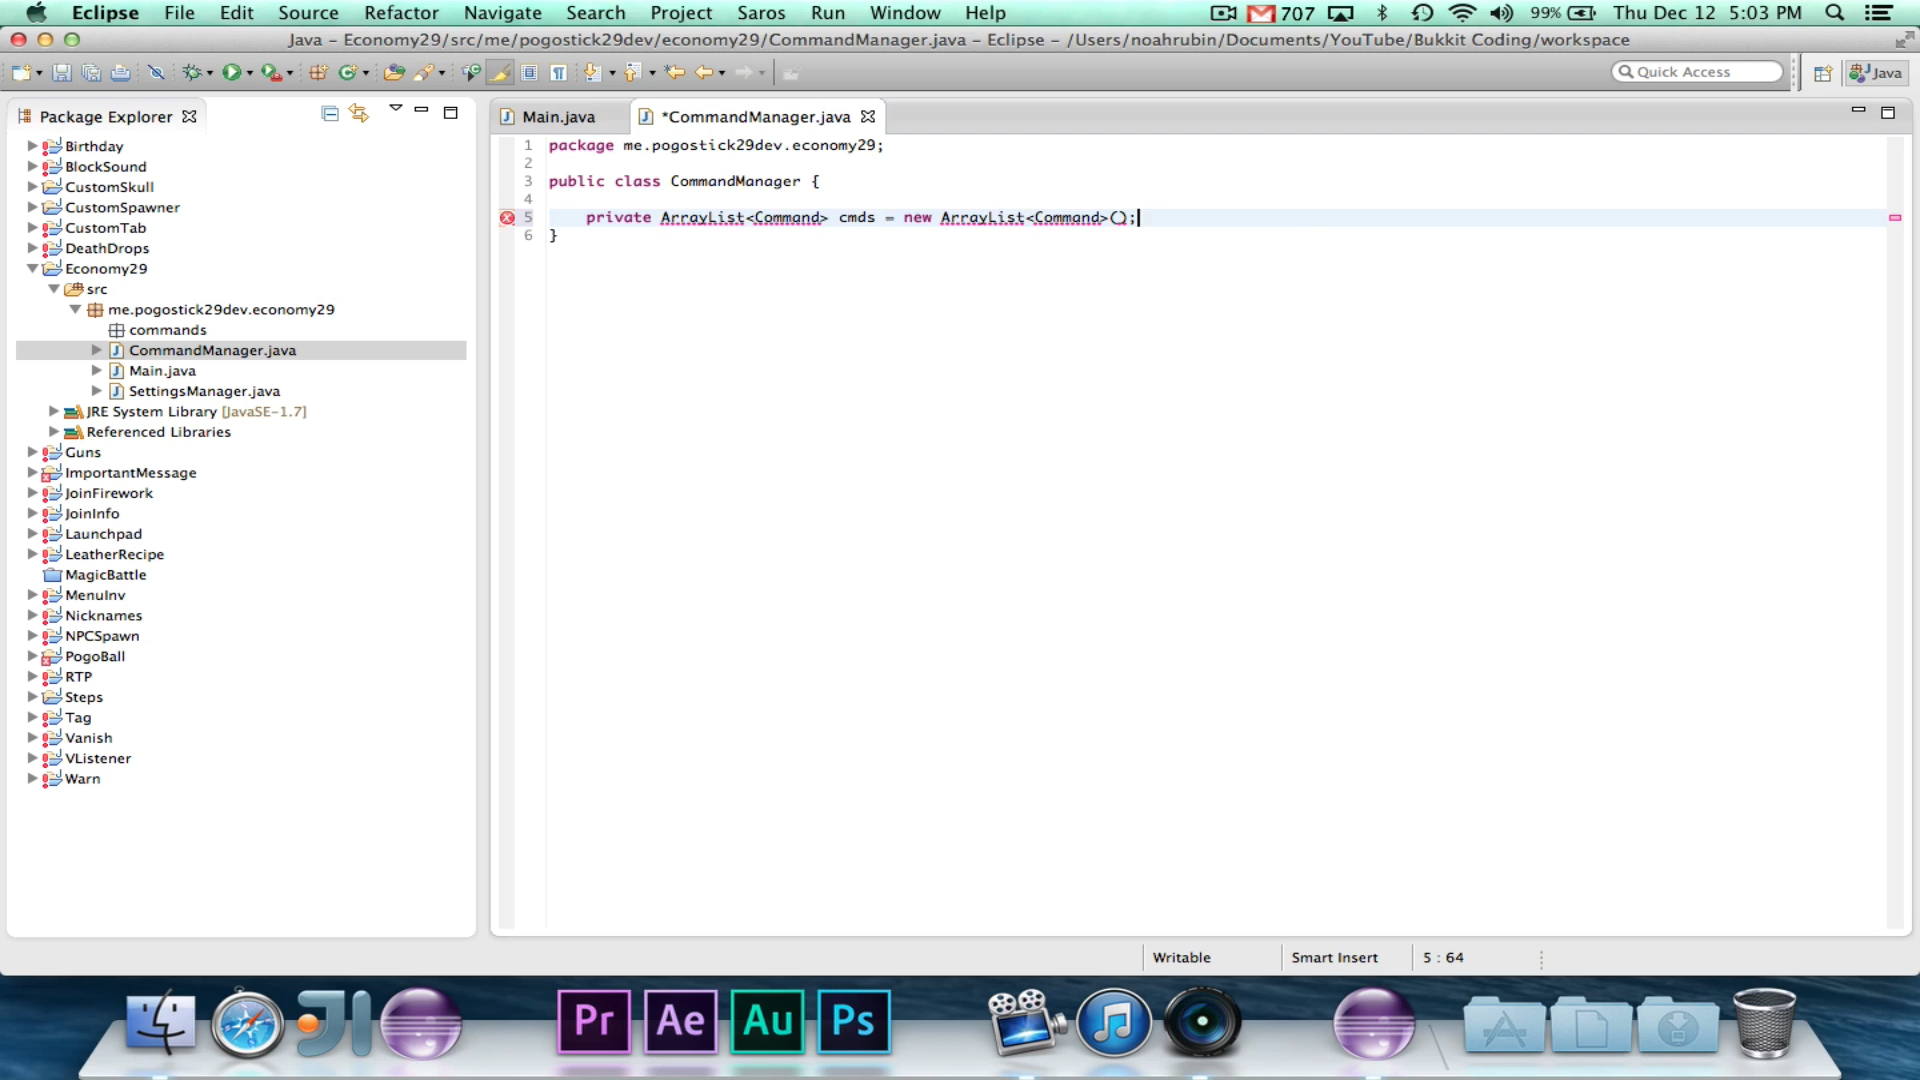 Eclipse File Edit Source Refactor Navigate Search Project Saros Run Window Help 707 99% Thu Dec 12 5:03 PM
Java - Economy29/src/me/pogostick29dev/economy29/CommandManager.java - Eclipse - /Users/noahrubin/Documents/YouTube/Bukkit Coding/workspace
Quick Access
Java
Package Explorer
Main.java
*CommandManager.java
Birthday
BlockSound
CustomSkull
CustomSpawner
CustomTab
DeathDrops
Economy29
src
me.pogostick29dev.economy29
commands
CommandManager.java
Main.java
SettingsManager.java
JRE System Library [JavaSE-1.7]
Referenced Libraries
Guns
ImportantMessage
JoinFirework
JoinInfo
Launchpad
LeatherRecipe
MagicBattle
MenuInv
Nicknames
NPCSpawn
PogoBall
RTP
Steps
Tag
Vanish
VListener
Warn
1 package me.pogostick29dev.economy29;
2
3 public class CommandManager {
4
5 private ArrayList<Command> cmds = new ArrayList<Command>();
6 }
Writable Smart Insert 5 : 64
Pr Ae Au Ps